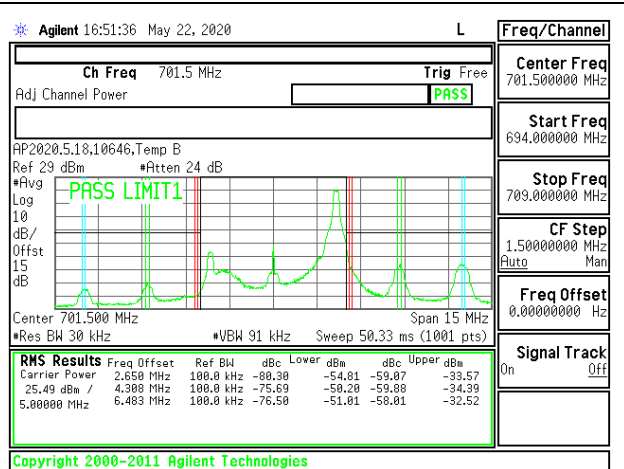 Agilent 16:51:36 May 22, 2020 L
Freq/Channel
Ch Freq 701.5 MHz Trig Free
Adj Channel Power PASS
Center Freq
701.500000 MHz
Start Freq
694.000000 MHz
Stop Freq
709.000000 MHz
CF Step
1.50000000 MHz
Auto Man
Freq Offset
0.00000000 Hz
Signal Track
On Off
AP2020.5.18,10646,Temp B
Ref 29 dBm #Atten 24 dB
#Avg
Log
10
dB/
Offst
15
dB
PASS LIMIT1
Center 701.500 MHz Span 15 MHz
#Res BW 30 kHz #VBW 91 kHz Sweep 50.33 ms (1001 pts)
RMS Results Freq Offset Ref BW dBc Lower dBm dBc Upper dBm
Carrier Power 2.650 MHz 100.0 kHz -80.30 -54.81 -59.07 -33.57
25.49 dBm / 4.308 MHz 100.0 kHz -75.69 -50.20 -59.88 -34.39
5.00000 MHz 6.483 MHz 100.0 kHz -76.50 -51.01 -58.01 -32.52
Copyright 2000-2011 Agilent Technologies